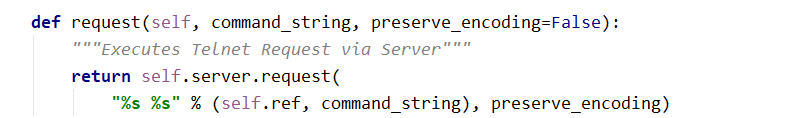 def request(self, command_string, preserve_encoding=False):
    """Executes Telnet Request via Server"""
    return self.server.request(
        "%s %s" % (self.ref, command_string), preserve_encoding)